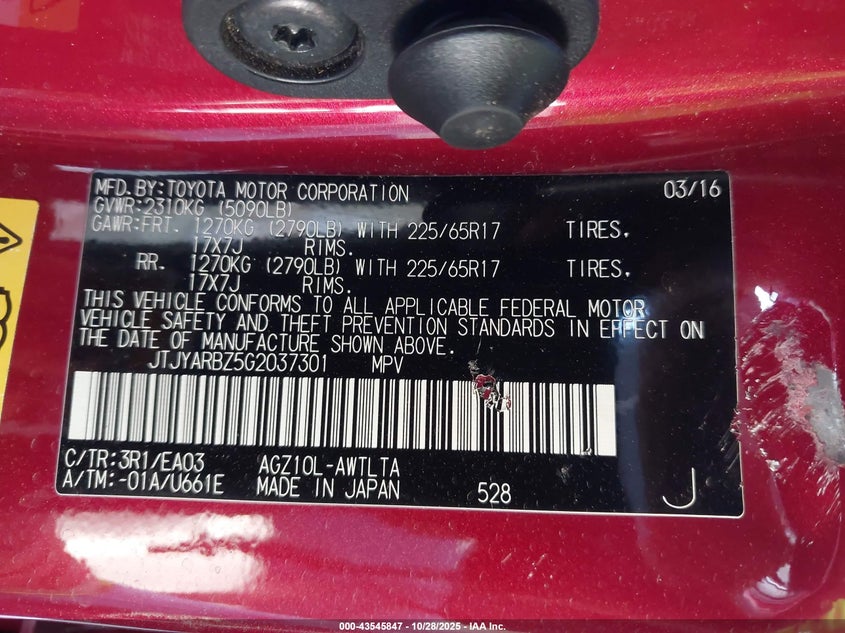 MFD.BY:TOYOTA MOTOR CORPORATION 03/16
GVWR:2310KG (5090LB)
GAWR:FRT. 1270KG (2790LB) WITH 225/65R17 TIRES.
17X7J RIMS.
RR. 1270KG (2790LB) WITH 225/65R17 TIRES.
17X7J RIMS.
THIS VEHICLE CONFORMS TO ALL APPLICABLE FEDERAL MOTOR
VEHICLE SAFETY AND THEFT PREVENTION STANDARDS IN EFFECT ON
THE DATE OF MANUFACTURE SHOWN ABOVE.
JTJYARBZ5G2037301 MPV
C/TR:3R1/EA03 AGZ10L-AWTLTA
A/TM:-01A/U661E MADE IN JAPAN 528 J
000-43545847 - 10/28/2025 - IAA Inc.